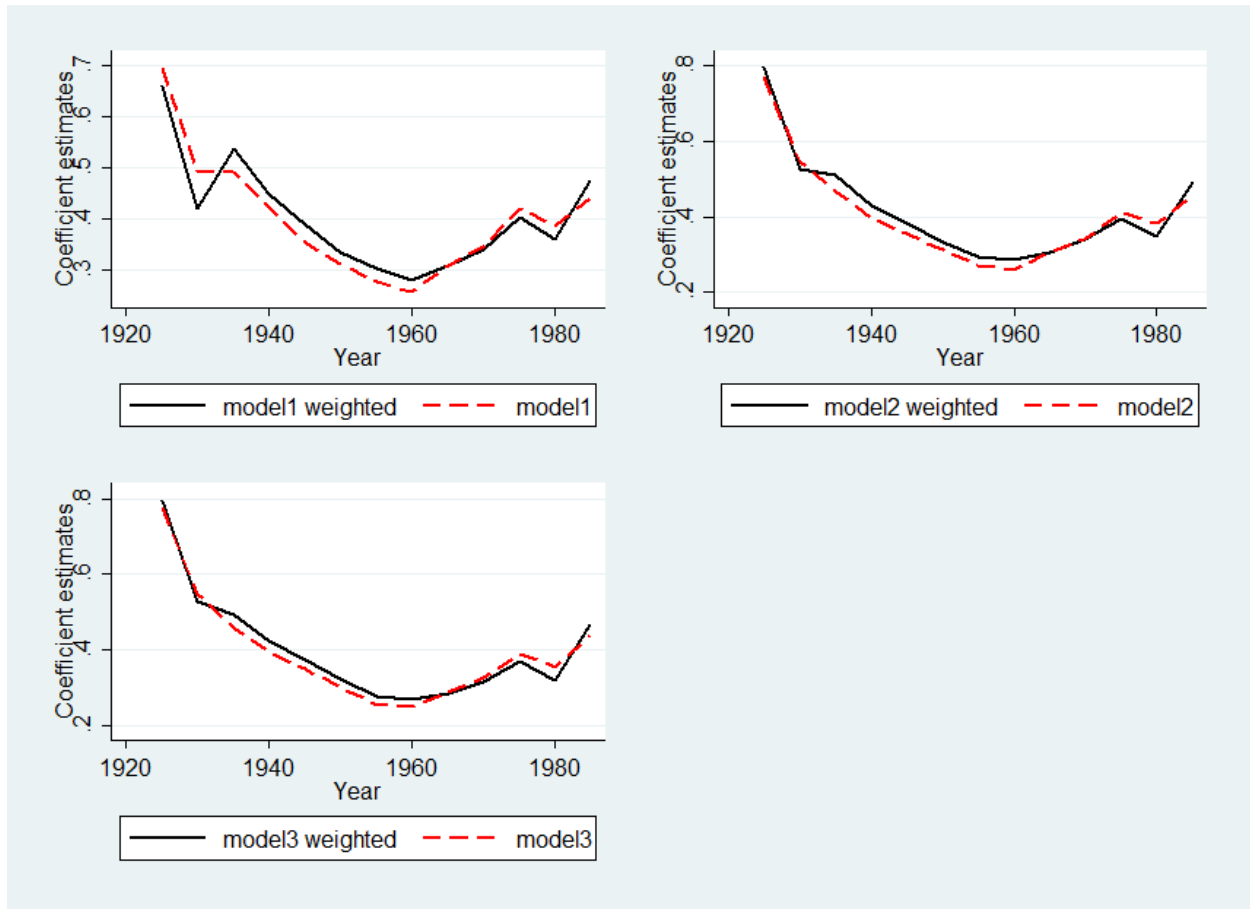 Coefficient estimates
.7
.6
.5
.4
.3
1920 1940 1960 1980
Year
model1 weighted model1
Coefficient estimates
.8
.6
.4
.2
1920 1940 1960 1980
Year
model2 weighted model2
Coefficient estimates
.8
.6
.4
.2
1920 1940 1960 1980
Year
model3 weighted model3